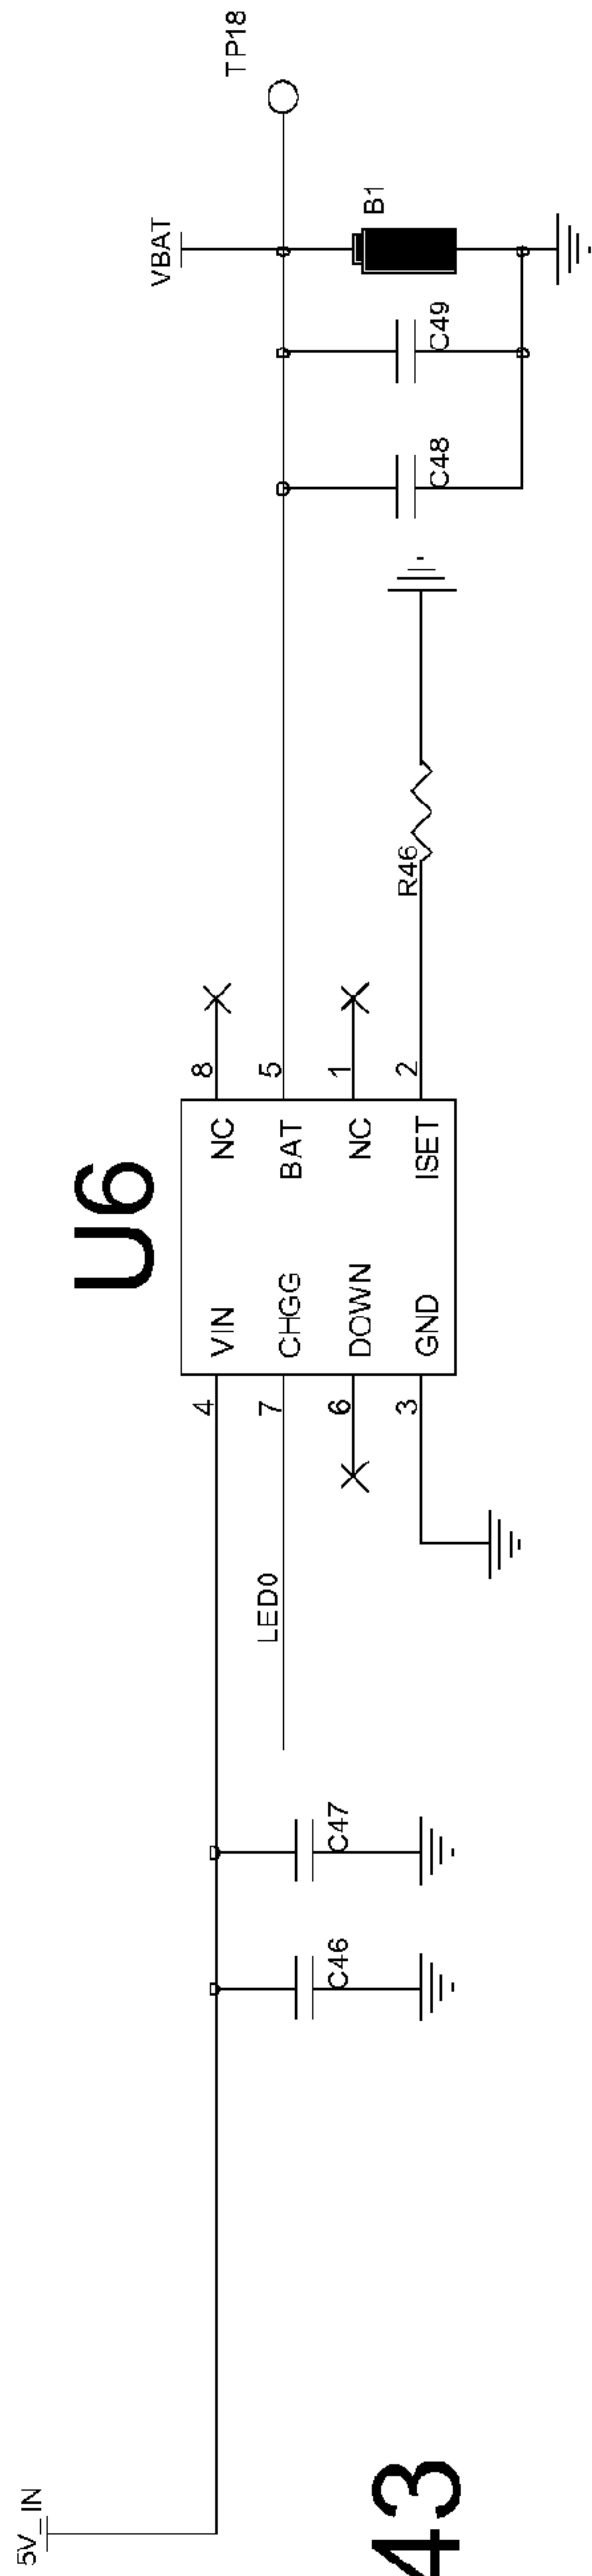 5V_IN
C46
C47
LED0
U6
4
VIN
NC
8
7
CHGG
BAT
5
6
DOWN
NC
1
3
GND
ISET
2
R46
C48
C49
VBAT
B1
TP18
43